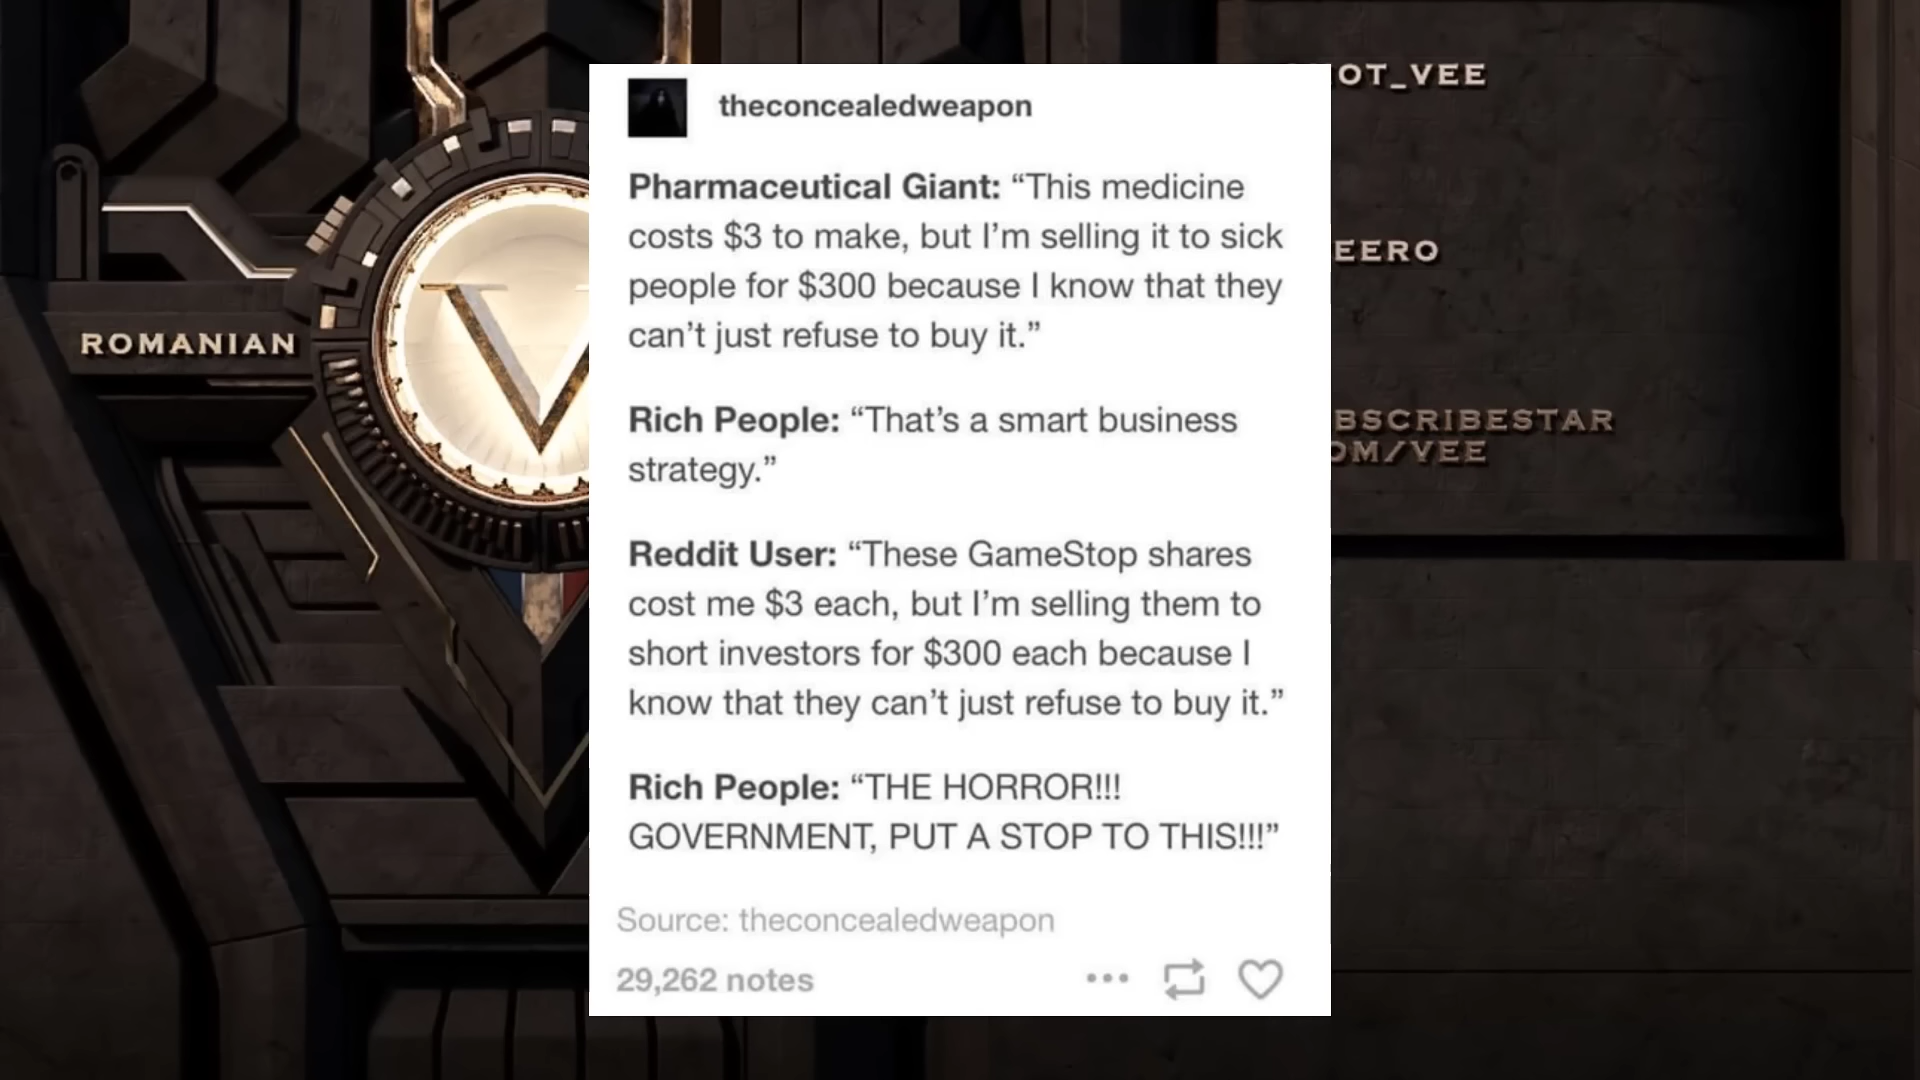 OT_VEE
theconcealedweapon
Pharmaceutical Giant: “This medicine
costs $3 to make, but I’m selling it to sick
people for $300 because I know that they
can’t just refuse to buy it.”
EERO
ROMANIAN
V
Rich People: “That’s a smart business
strategy.”
BSCRIBESTAR
OM/VEE
Reddit User: “These GameStop shares
cost me $3 each, but I’m selling them to
short investors for $300 each because I
know that they can’t just refuse to buy it.”
Rich People: “THE HORROR!!!
GOVERNMENT, PUT A STOP TO THIS!!!”
Source: theconcealedweapon
29,262 notes